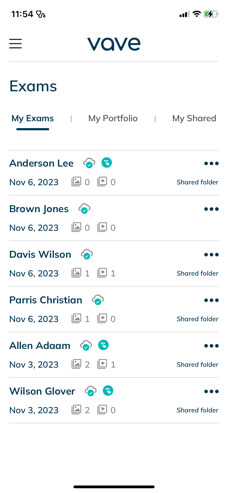 11:54
vave
Exams
My Exams | My Portfolio | My Shared
Anderson Lee
Nov 6, 2023 0 0 Shared folder
Brown Jones
Nov 6, 2023 0 0
Davis Wilson
Nov 6, 2023 1 1 Shared folder
Parris Christian
Nov 6, 2023 1 0 Shared folder
Allen Adaam
Nov 3, 2023 2 1 Shared folder
Wilson Glover
Nov 3, 2023 2 0 Shared folder